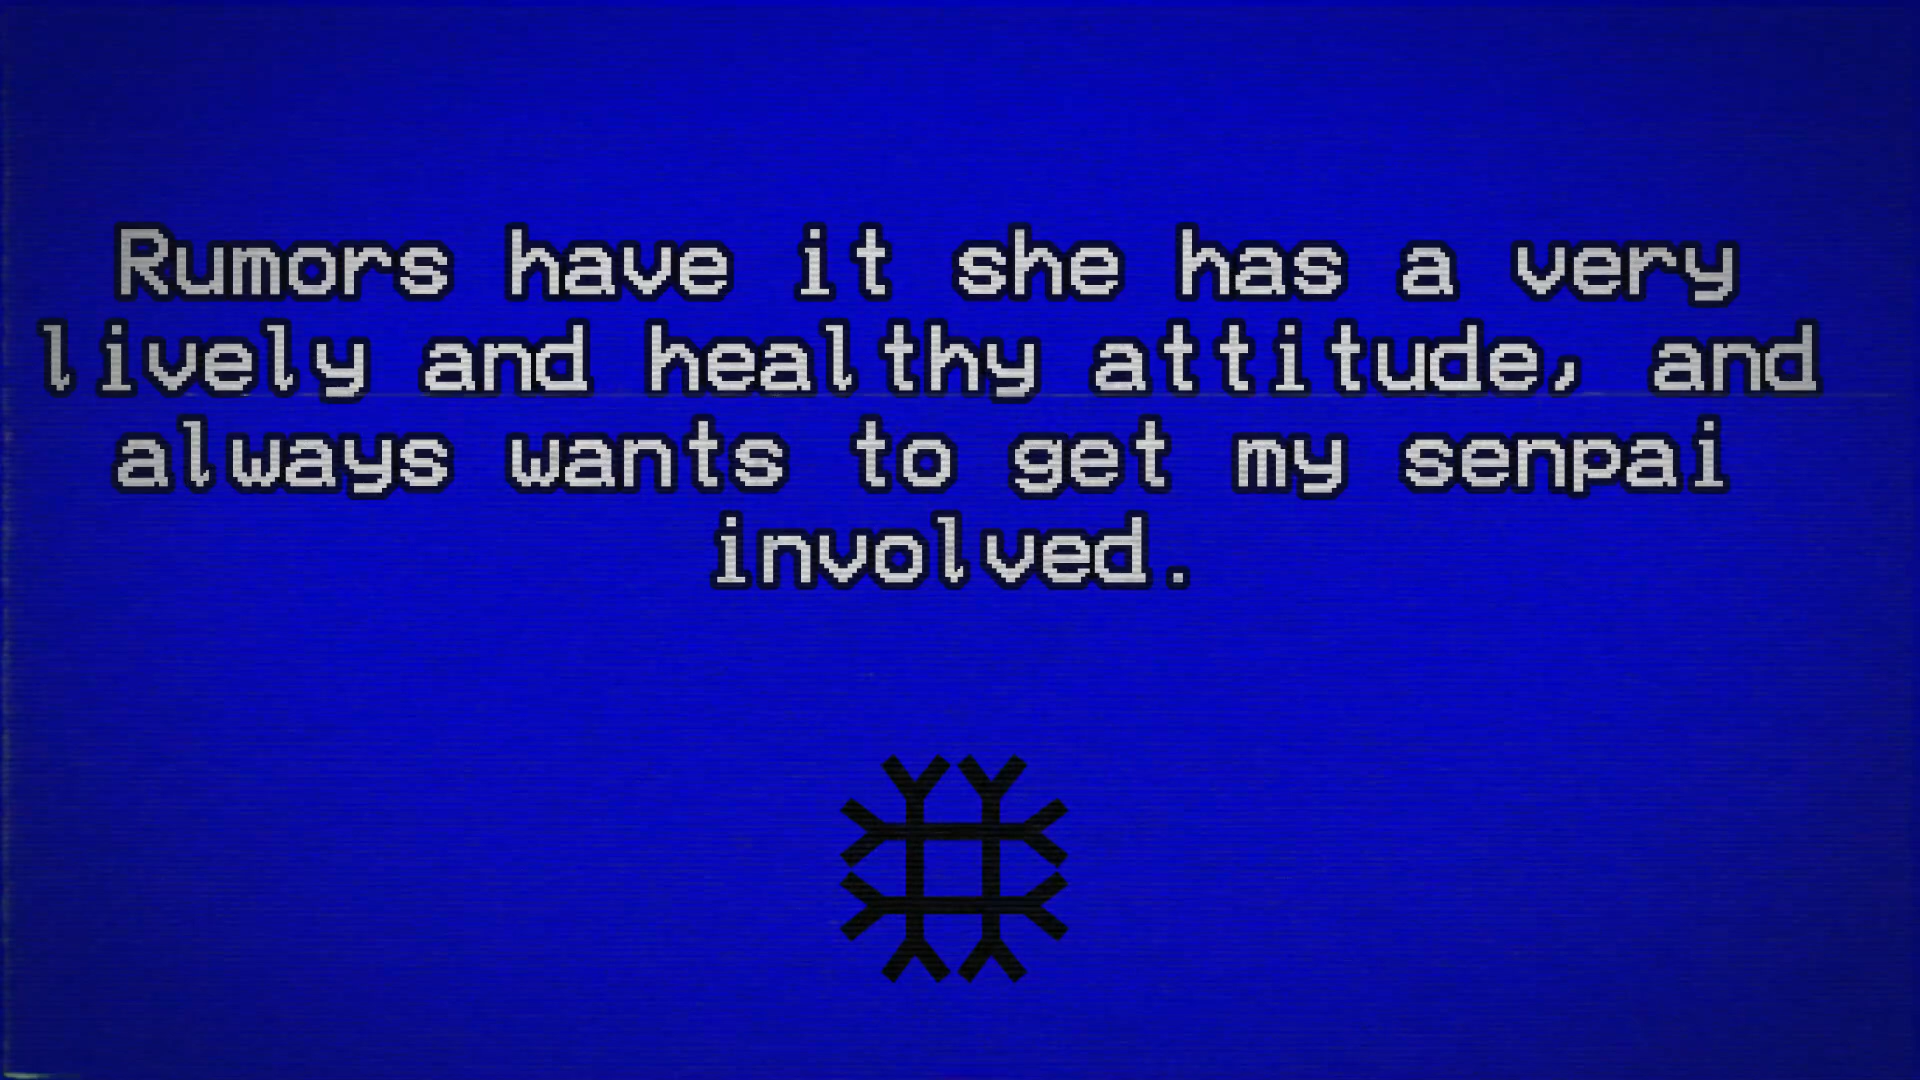 Rumors have it she has a very
lively and healthy attitude, and
always wants to get my senpai
involved.